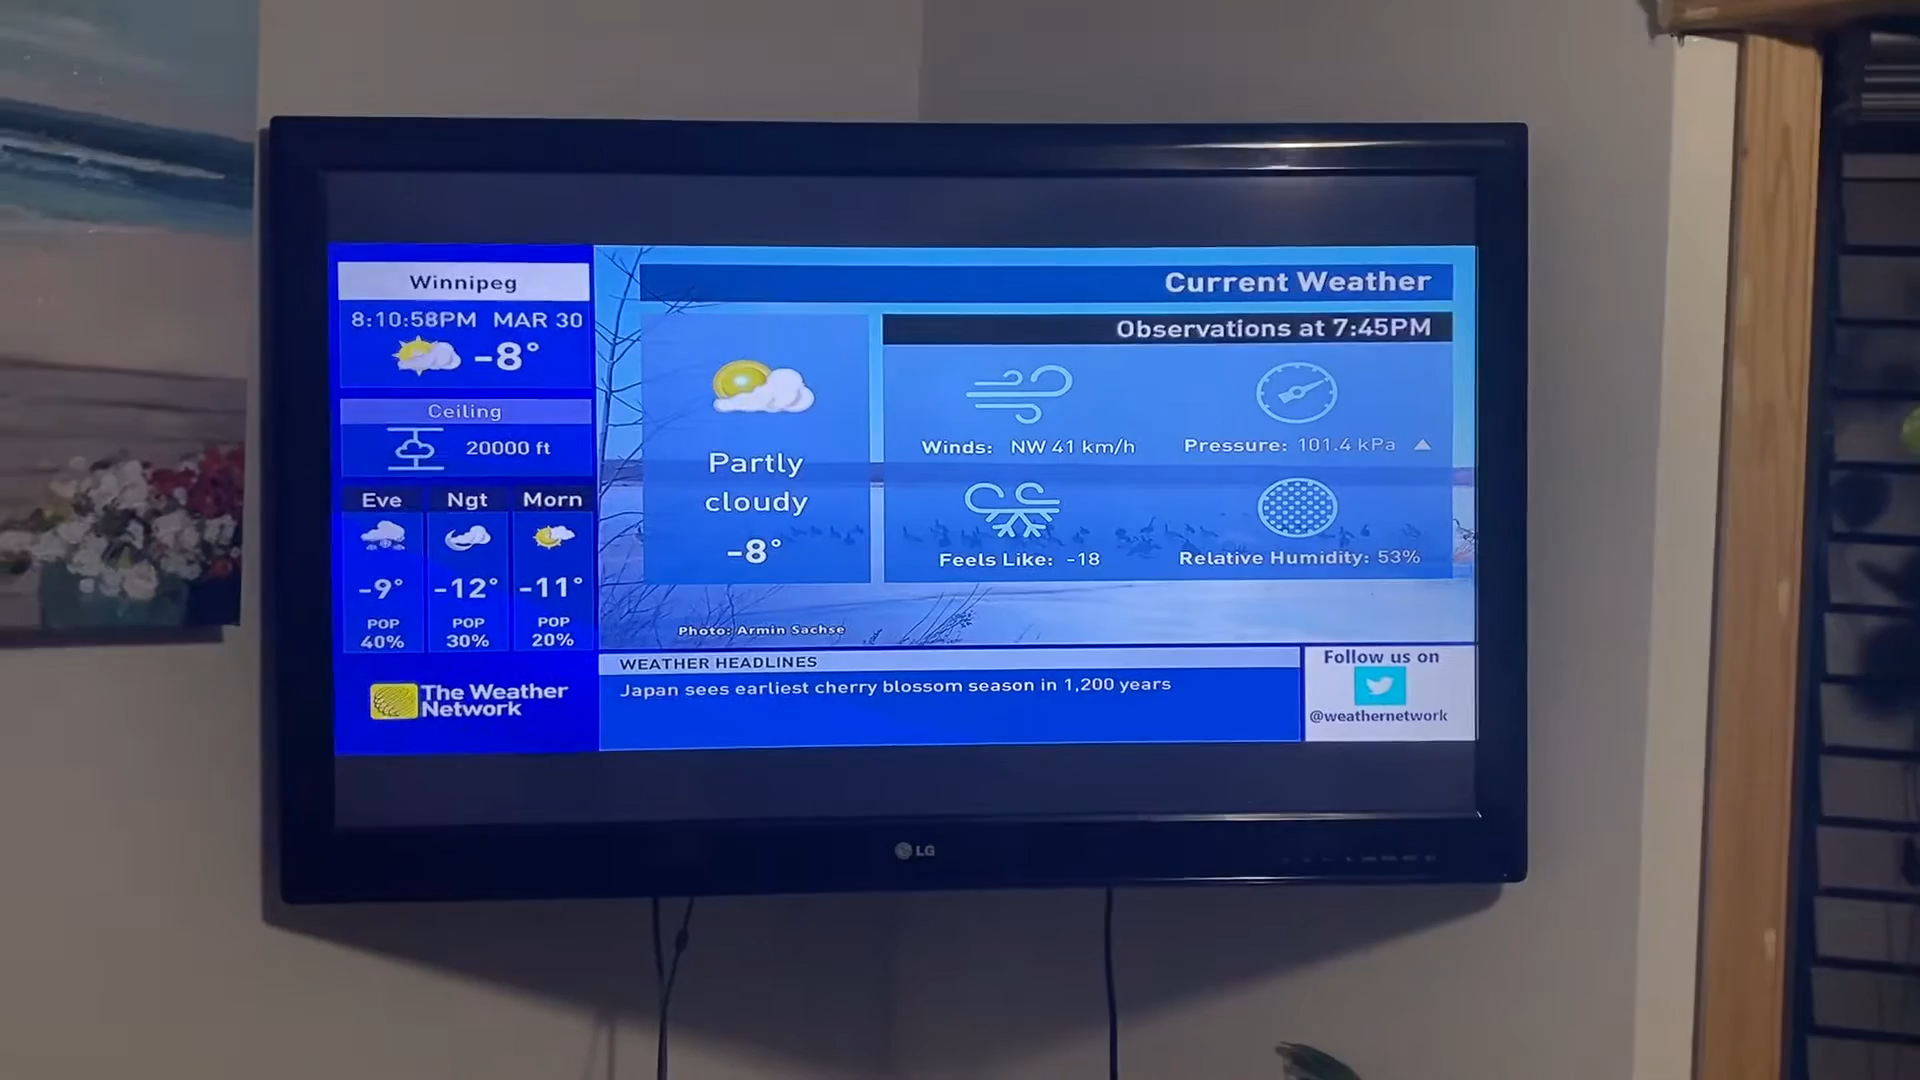 Winnipeg
8:10:58PM MAR 30
-8°
Ceiling
20000 ft
Eve Ngt Morn
-9° -12° -11°
POP POP POP
40% 30% 20%
The Weather
Network
Current Weather
Observations at 7:45PM
Partly
cloudy
-8°
Winds: NW 41 km/h
Pressure: 101.4 kPa
Feels Like: -18
Relative Humidity: 53%
Photo: Armin Sachse
WEATHER HEADLINES
Japan sees earliest cherry blossom season in 1,200 years
Follow us on
@weathernetwork
LG